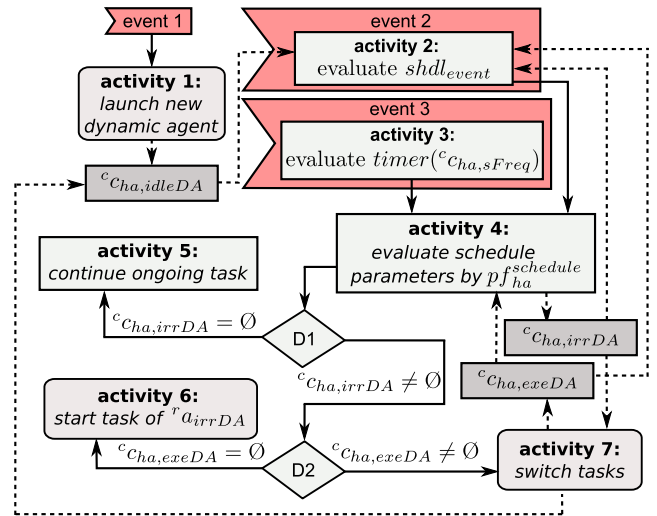 event 1
event 2
activity 2:
evaluate shdl_event
activity 1:
launch new
dynamic agent
event 3
activity 3:
evaluate timer(^c c_ha,sFreq)
^c c_ha,idleDA
activity 4:
evaluate schedule
parameters by pf_ha^schedule
activity 5:
continue ongoing task
^c c_ha,irrDA = Ø
D1
^c c_ha,irrDA
^c c_ha,irrDA ≠ Ø
^c c_ha,exeDA
activity 6:
start task of ^r a_irrDA
^c c_ha,exeDA = Ø
D2
^c c_ha,exeDA ≠ Ø
activity 7:
switch tasks